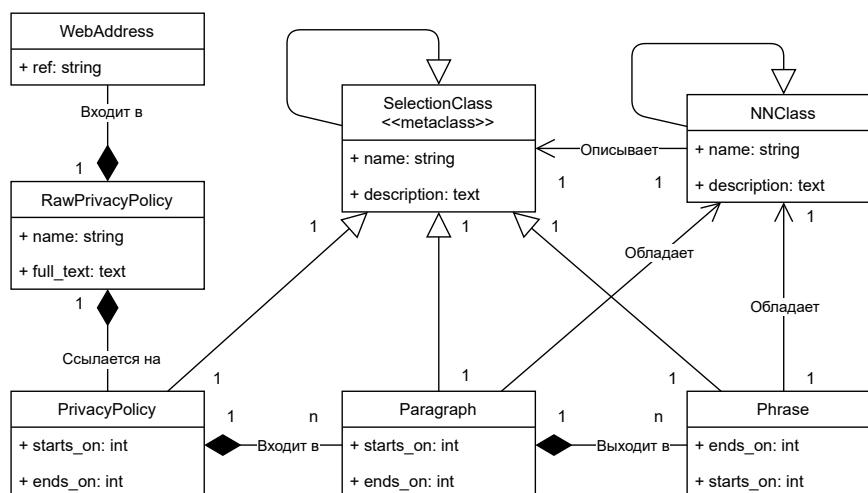 WebAddress
+ ref: string
Входит в
1
RawPrivacyPolicy
+ name: string
+ full_text: text
1
Ссылается на
SelectionClass
<<metaclass>>
+ name: string
+ description: text
Описывает
1
1
NNClass
+ name: string
+ description: text
1
1
1
1
Обладает
Обладает
1
1
1
1
PrivacyPolicy
+ starts_on: int
+ ends_on: int
1
n
Входит в
Paragraph
+ starts_on: int
+ ends_on: int
1
n
Выходит в
Phrase
+ ends_on: int
+ starts_on: int